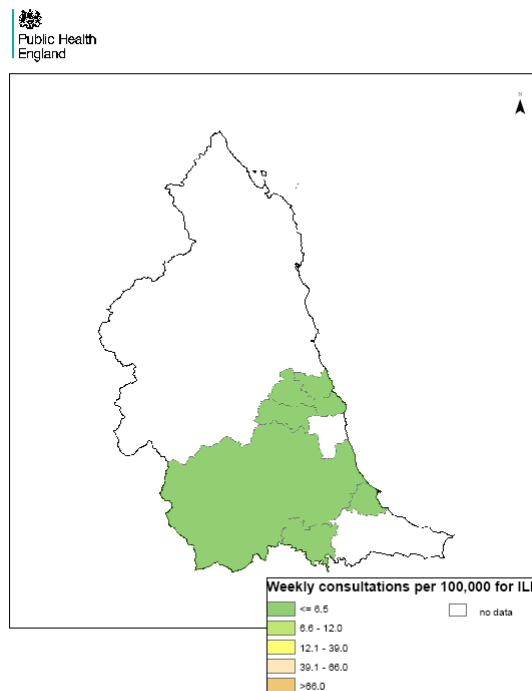 Public Health
England
N
Weekly consultations per 100,000 for ILI
<= 6.5
no data
6.6 - 12.0
12.1 - 39.0
39.1 - 66.0
>66.0